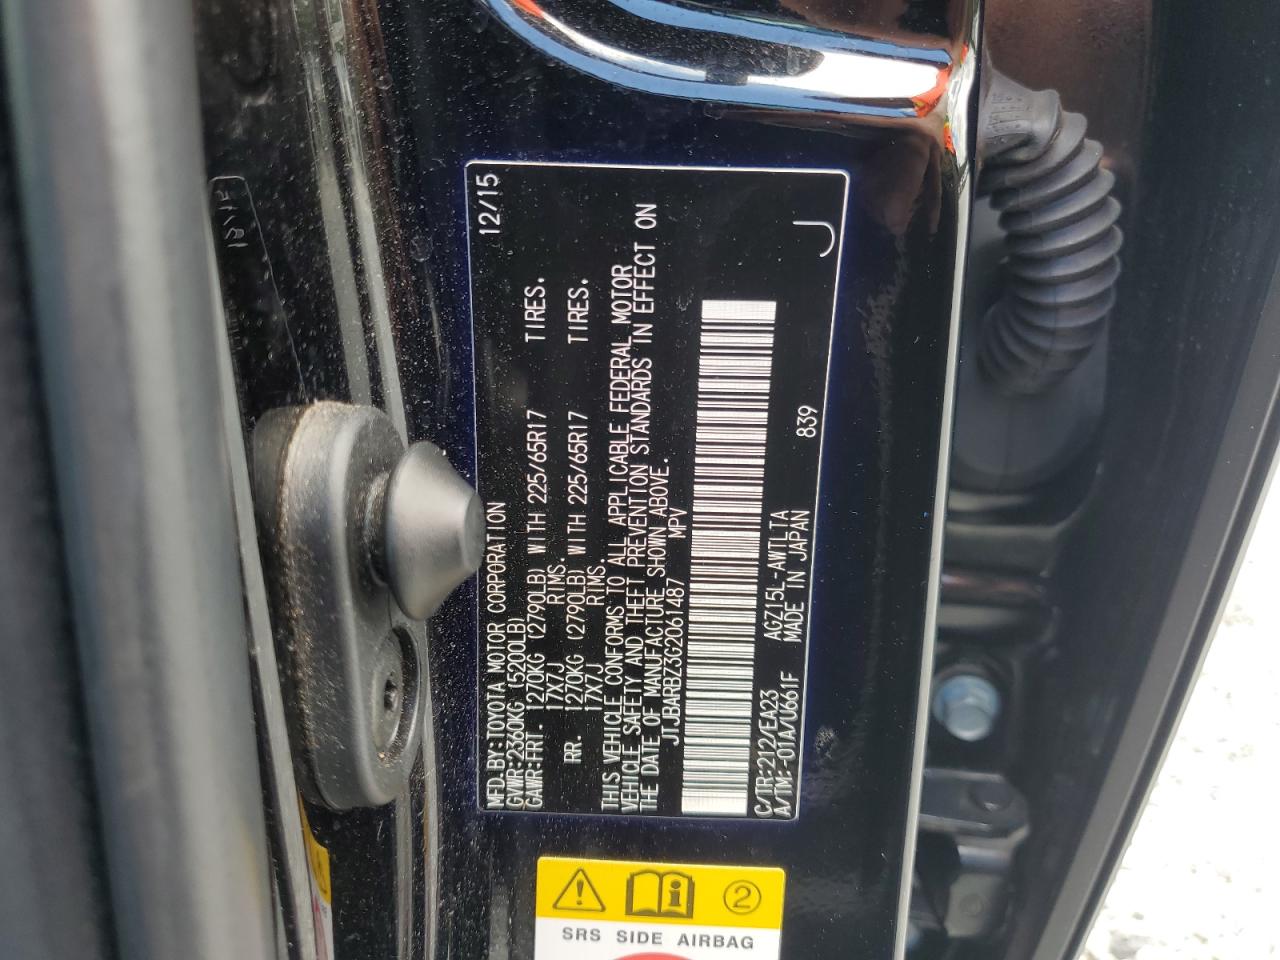 MFD.BY:TOYOTA MOTOR CORPORATION 12/15
GVWR:2360KG (5200LB)
GAWR:FRT. 1270KG (2790LB) WITH 225/65R17 TIRES.
17X7J RIMS.
RR. 1270KG (2790LB) WITH 225/65R17 TIRES.
17X7J RIMS.
THIS VEHICLE CONFORMS TO ALL APPLICABLE FEDERAL MOTOR
VEHICLE SAFETY AND THEFT PREVENTION STANDARDS IN EFFECT ON
THE DATE OF MANUFACTURE SHOWN ABOVE.
JTJBARBZ3G2061487 MPV
C/TR:212/EA23 AGZ15L-AWTLTA 839
A/TM:-01A/U661F MADE IN JAPAN
J
2
SRS SIDE AIRBAG